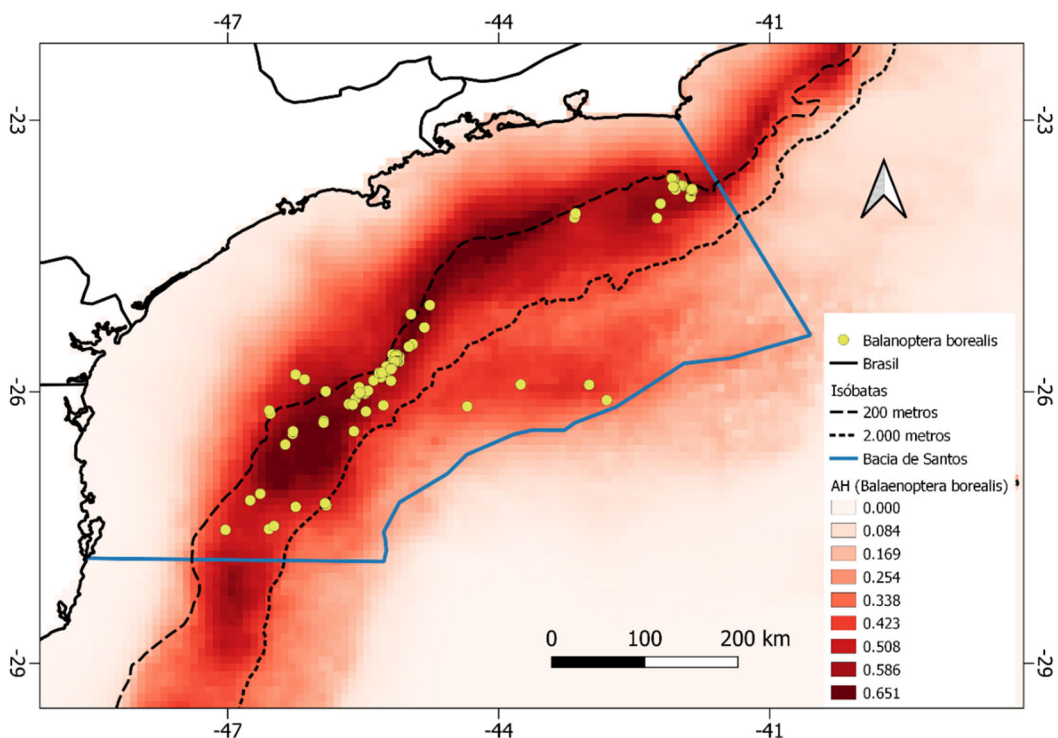 -47
-44
-41
-23
-23
-26
-26
-29
-29
Balanoptera borealis
Brasil
Isóbatas
200 metros
2.000 metros
Bacia de Santos
AH (Balaenoptera borealis)
0.000
0.084
0.169
0.254
0.338
0.423
0.508
0.586
0.651
0 100 200 km
-47
-44
-41